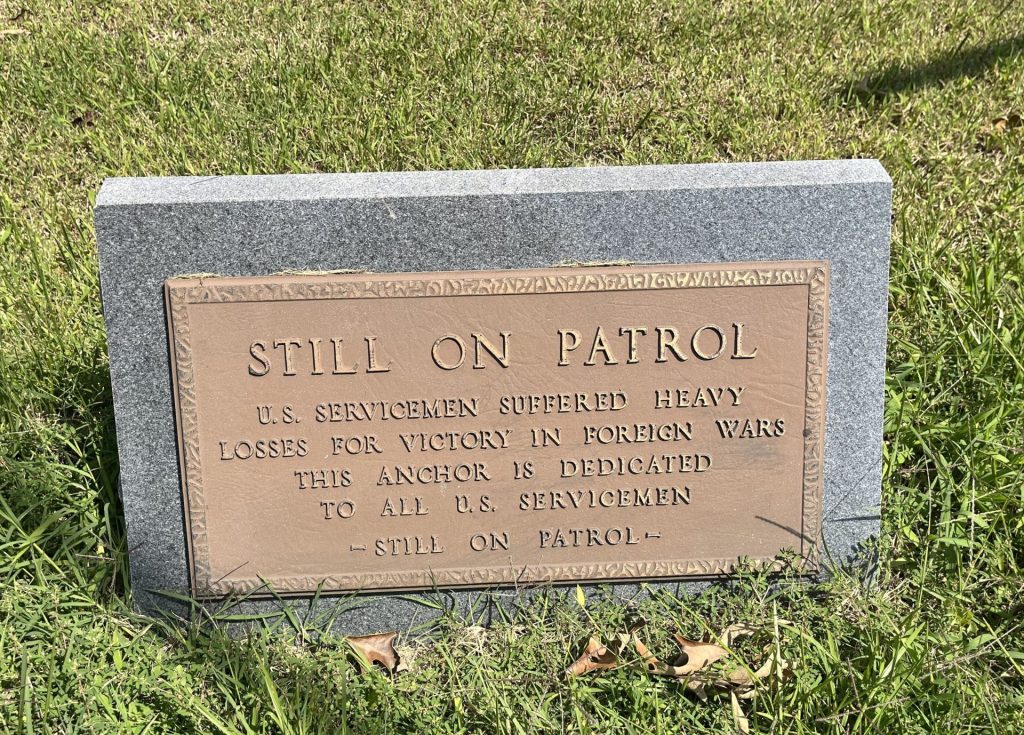 STILL ON PATROL
U.S. SERVICEMEN SUFFERED HEAVY
LOSSES FOR VICTORY IN FOREIGN WARS
THIS ANCHOR IS DEDICATED
TO ALL U.S. SERVICEMEN
– STILL ON PATROL –